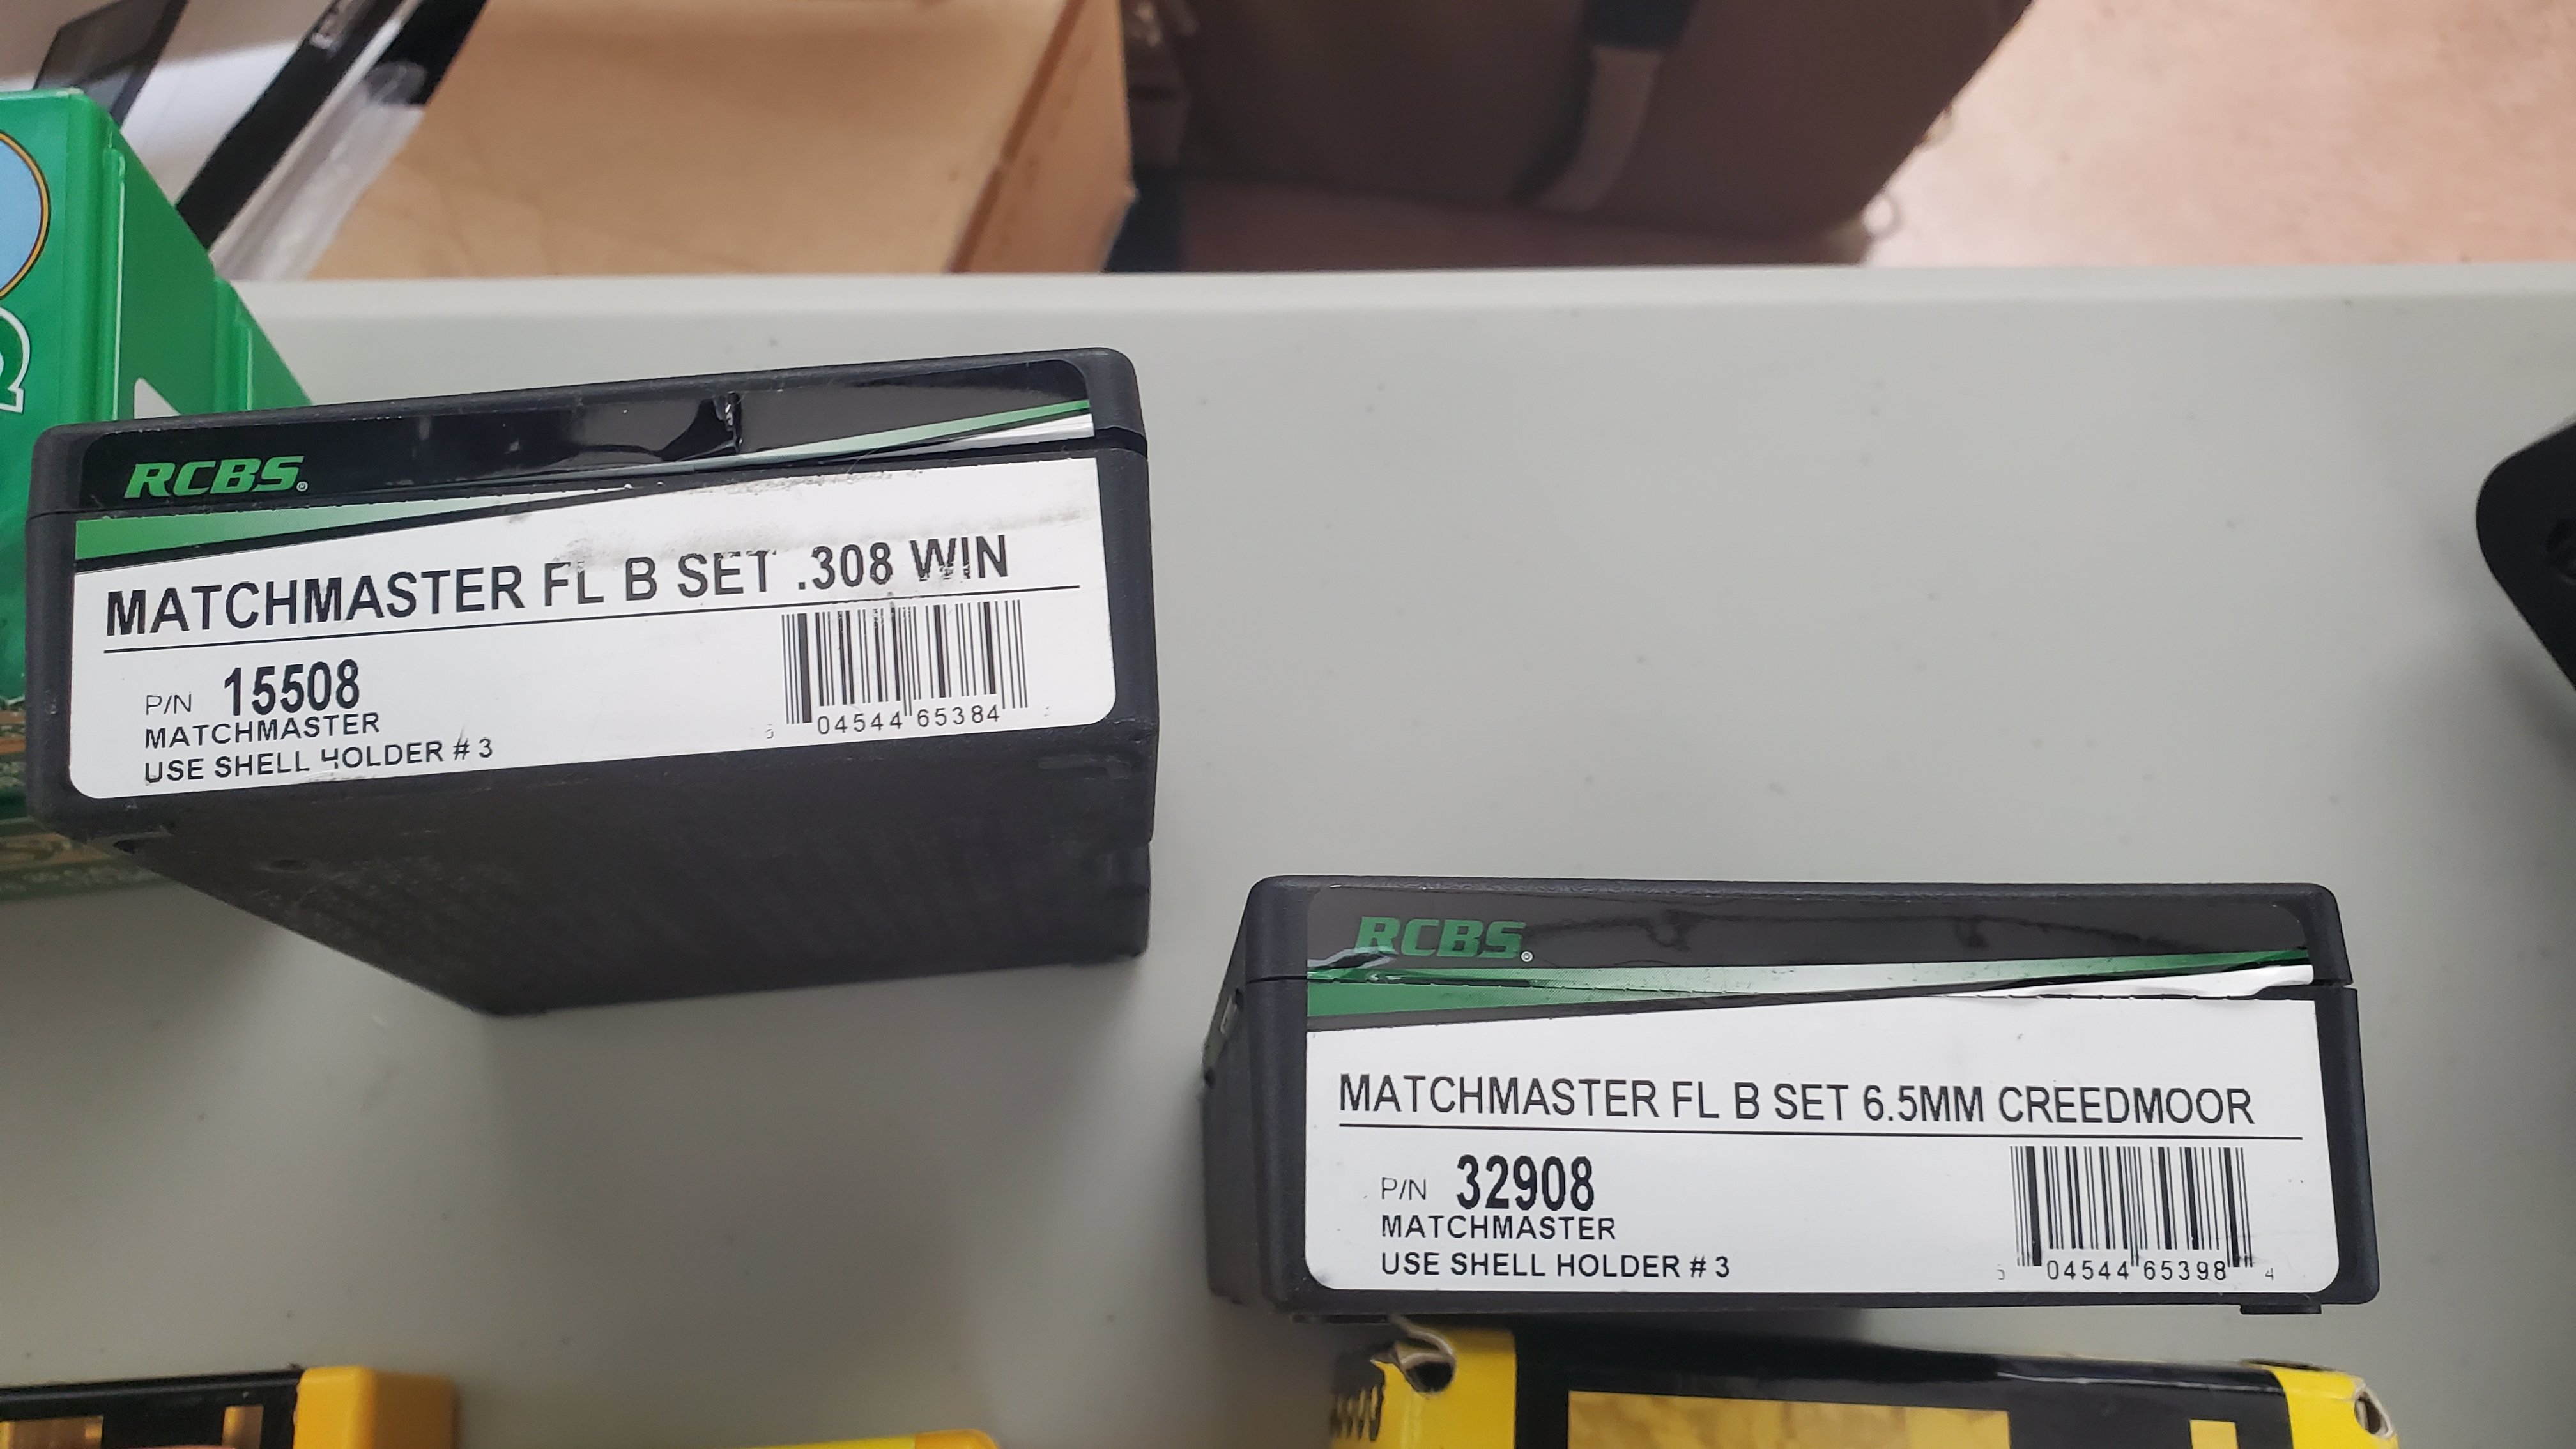 RCBS®
MATCHMASTER FL B SET .308 WIN
P/N 15508
MATCHMASTER
USE SHELL HOLDER # 3
04544 65384
RCBS®
MATCHMASTER FL B SET 6.5MM CREEDMOOR
P/N 32908
MATCHMASTER
USE SHELL HOLDER # 3
04544 65398 4